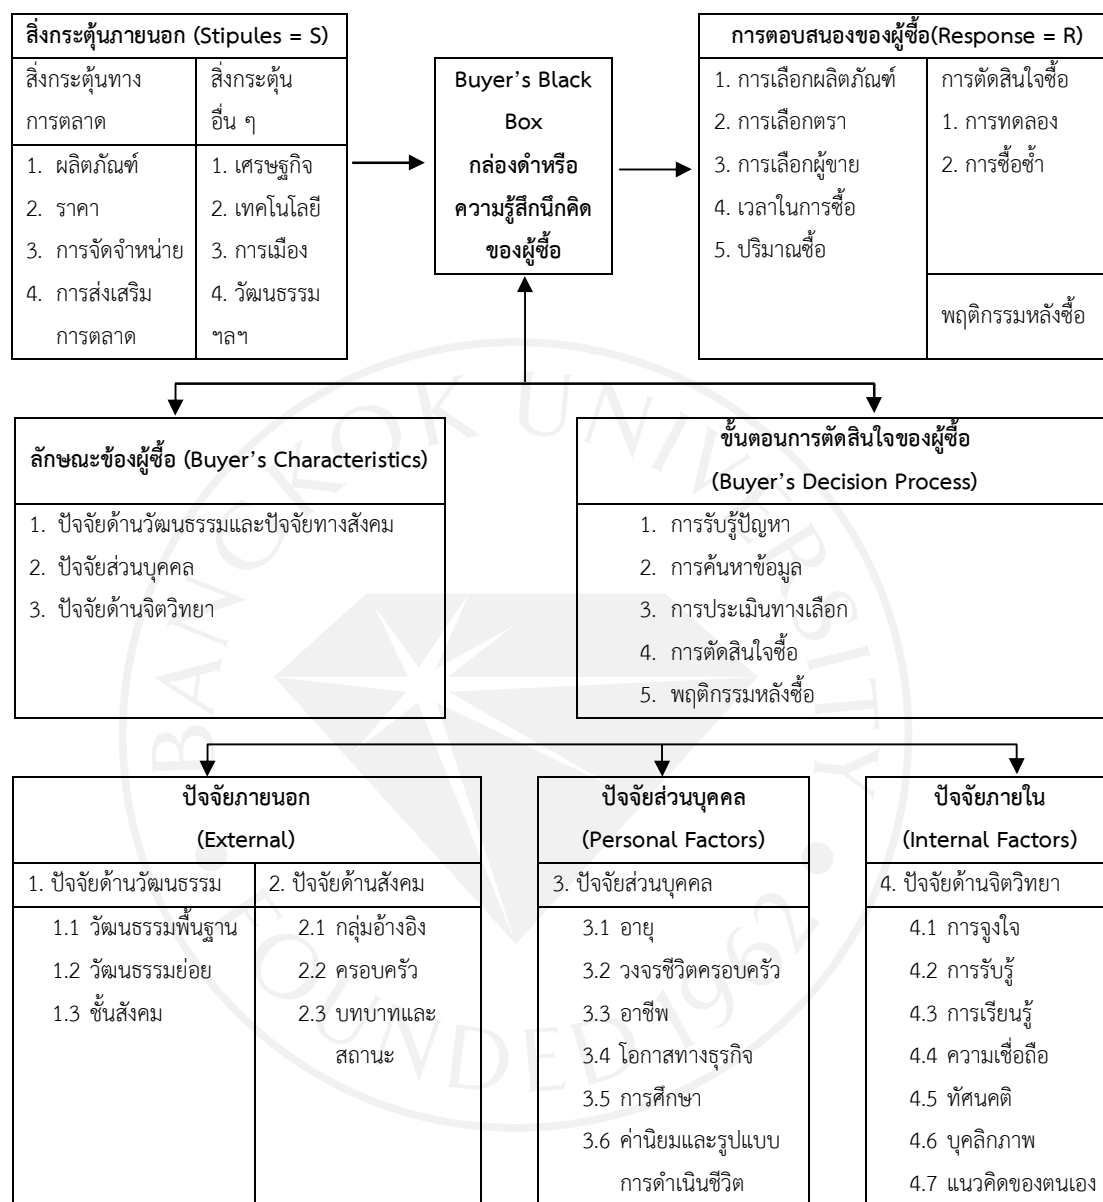 สิ่งกระตุ้นภายนอก (Stipules = S)
สิ่งกระตุ้นทาง
การตลาด
สิ่งกระตุ้น
อื่น ๆ
1. ผลิตภัณฑ์
2. ราคา
3. การจัดจำหน่าย
4. การส่งเสริม
การตลาด
1. เศรษฐกิจ
2. เทคโนโลยี
3. การเมือง
4. วัฒนธรรม
ฯลฯ
Buyer's Black
Box
กล่องดำหรือ
ความรู้สึกนึกคิด
ของผู้ซื้อ
การตอบสนองของผู้ซื้อ(Response = R)
1. การเลือกผลิตภัณฑ์
2. การเลือกตรา
3. การเลือกผู้ขาย
4. เวลาในการซื้อ
5. ปริมาณซื้อ
การตัดสินใจซื้อ
1. การทดลอง
2. การซื้อซ้ำ
พฤติกรรมหลังซื้อ
ลักษณะข้องผู้ซื้อ (Buyer's Characteristics)
1. ปัจจัยด้านวัฒนธรรมและปัจจัยทางสังคม
2. ปัจจัยส่วนบุคคล
3. ปัจจัยด้านจิตวิทยา
ขั้นตอนการตัดสินใจของผู้ซื้อ
(Buyer's Decision Process)
1. การรับรู้ปัญหา
2. การค้นหาข้อมูล
3. การประเมินทางเลือก
4. การตัดสินใจซื้อ
5. พฤติกรรมหลังซื้อ
ปัจจัยภายนอก
(External)
1. ปัจจัยด้านวัฒนธรรม
1.1 วัฒนธรรมพื้นฐาน
1.2 วัฒนธรรมย่อย
1.3 ชั้นสังคม
2. ปัจจัยด้านสังคม
2.1 กลุ่มอ้างอิง
2.2 ครอบครัว
2.3 บทบาทและ
สถานะ
ปัจจัยส่วนบุคคล
(Personal Factors)
3. ปัจจัยส่วนบุคคล
3.1 อายุ
3.2 วงจรชีวิตครอบครัว
3.3 อาชีพ
3.4 โอกาสทางธุรกิจ
3.5 การศึกษา
3.6 ค่านิยมและรูปแบบ
การดำเนินชีวิต
ปัจจัยภายใน
(Internal Factors)
4. ปัจจัยด้านจิตวิทยา
4.1 การจูงใจ
4.2 การรับรู้
4.3 การเรียนรู้
4.4 ความเชื่อถือ
4.5 ทัศนคติ
4.6 บุคลิกภาพ
4.7 แนวคิดของตนเอง
BANGKOK UNIVERSITY
FOUNDED 1962